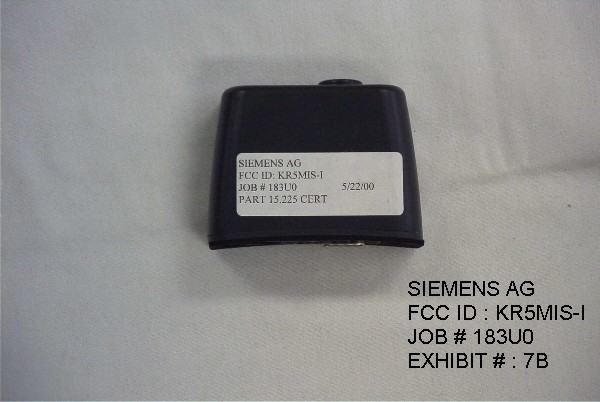 SIEMENS AG
FCC ID: KR5MIS-I
JOB # 183U0 5/22/00
PART 15.225 CERT
SIEMENS AG
FCC ID : KR5MIS-I
JOB # 183U0
EXHIBIT # : 7B